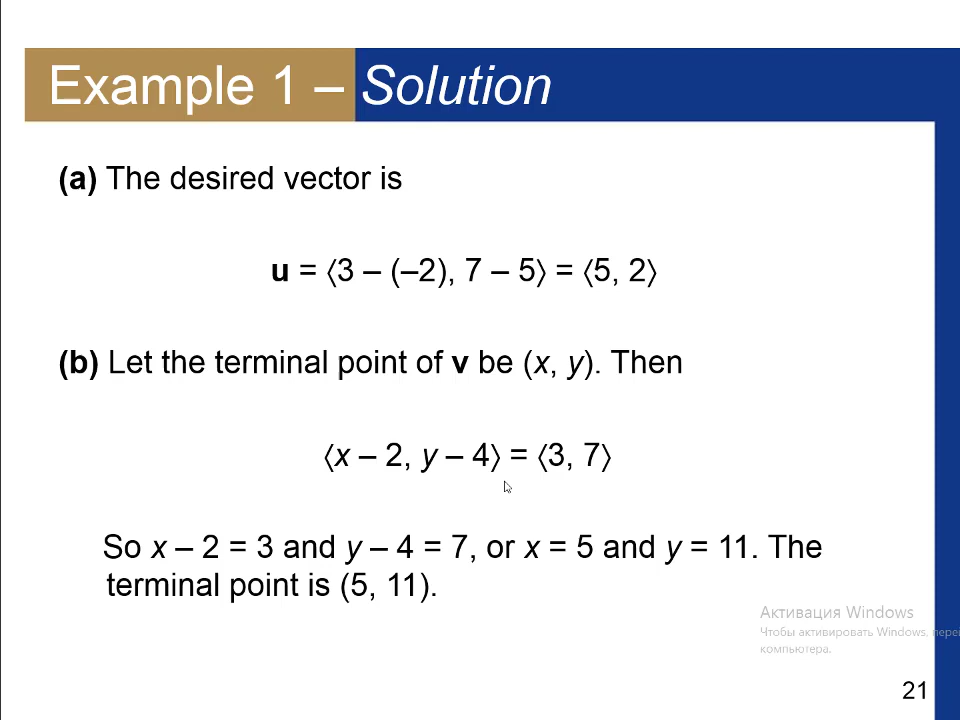 Example 1 – Solution
(a) The desired vector is
u = ⟨3 – (–2), 7 – 5⟩ = ⟨5, 2⟩
(b) Let the terminal point of v be (x, y). Then
⟨x – 2, y – 4⟩ = ⟨3, 7⟩
So x – 2 = 3 and y – 4 = 7, or x = 5 and y = 11. The
terminal point is (5, 11).
Активация Windows
Чтобы активировать Windows,
компьютера.
21